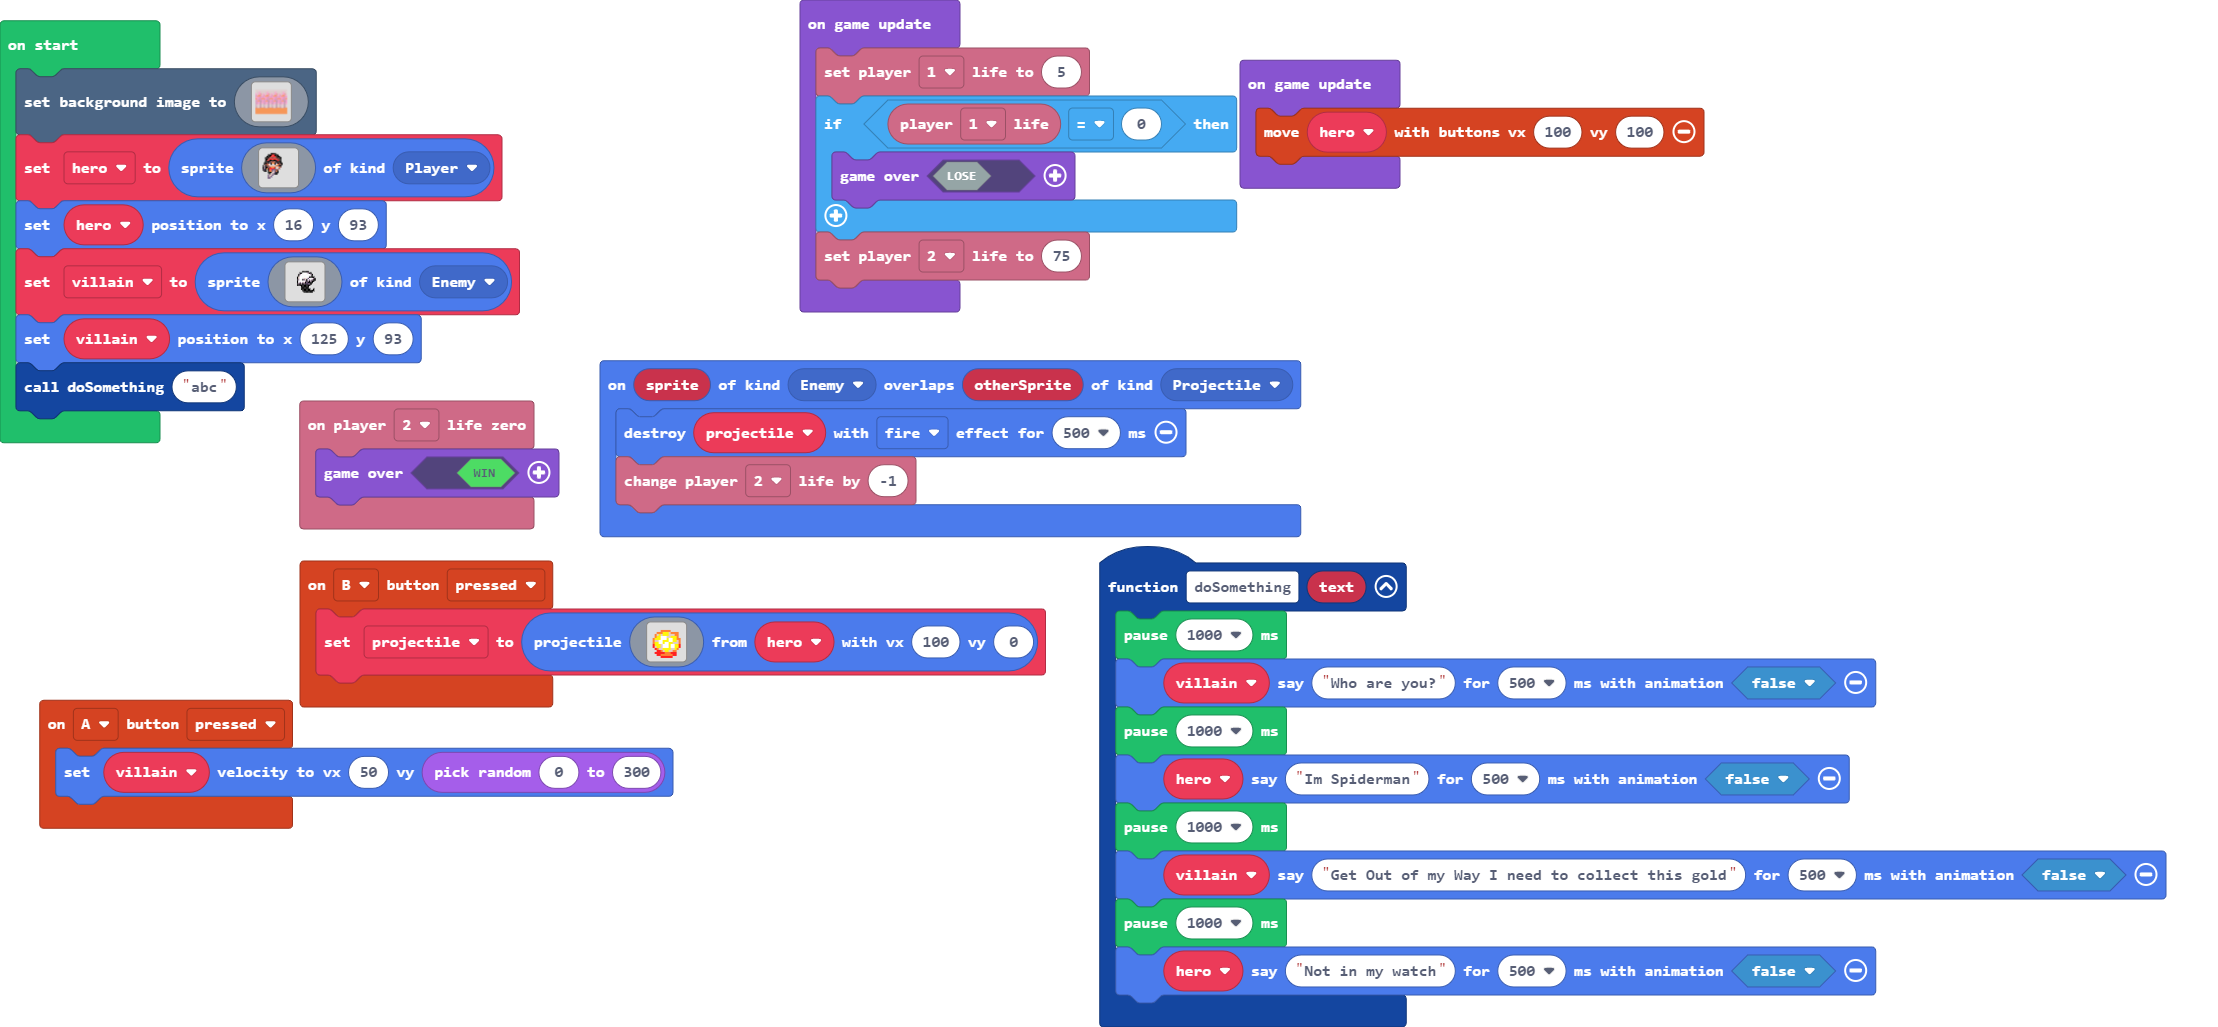 on start
set background image to
set hero to sprite of kind Player
set hero position to x 16 y 93
set villain to sprite of kind Enemy
set villain position to x 125 y 93
call doSomething "abc"
on game update
set player 1 life to 5
if player 1 life = 0 then
game over LOSE
set player 2 life to 75
on game update
move hero with buttons vx 100 vy 100
on player 2 life zero
game over WIN
on sprite of kind Enemy overlaps otherSprite of kind Projectile
destroy projectile with fire effect for 500 ms
change player 2 life by -1
on B button pressed
set projectile to projectile from hero with vx 100 vy 0
on A button pressed
set villain velocity to vx 50 vy pick random 0 to 300
function doSomething text
pause 1000 ms
villain say "Who are you?" for 500 ms with animation false
pause 1000 ms
hero say "Im Spiderman" for 500 ms with animation false
pause 1000 ms
villain say "Get Out of my Way I need to collect this gold" for 500 ms with animation false
pause 1000 ms
hero say "Not in my watch" for 500 ms with animation false